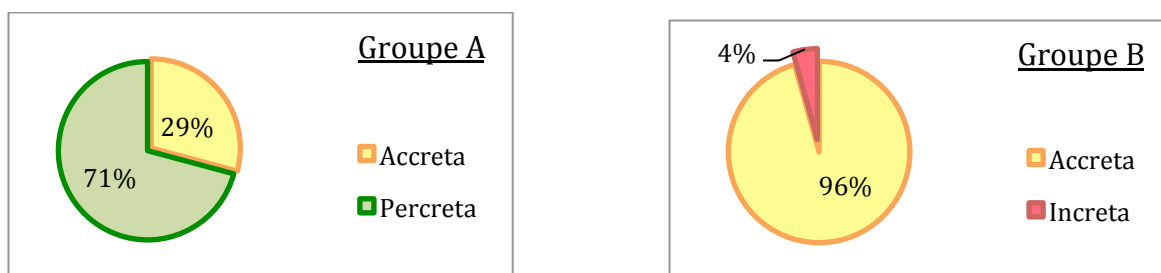 Groupe A
29%
71%
Accreta
Percreta
Groupe B
4%
96%
Accreta
Increta